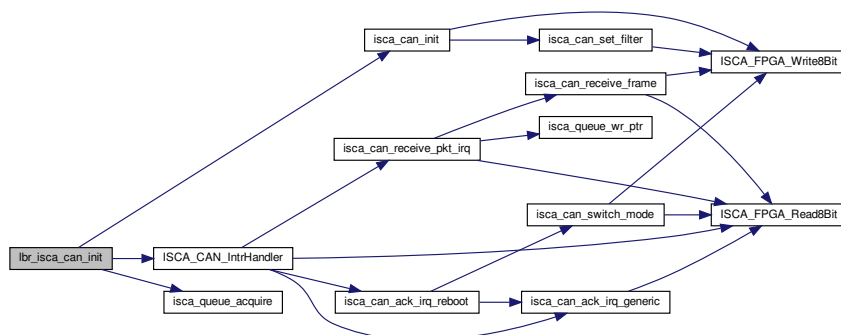 isca_can_init
isca_can_set_filter
ISCA_FPGA_Write8Bit
isca_can_receive_frame
isca_queue_wr_ptr
isca_can_receive_pkt_irq
isca_can_switch_mode
ISCA_FPGA_Read8Bit
lbr_isca_can_init
ISCA_CAN_IntrHandler
isca_queue_acquire
isca_can_ack_irq_reboot
isca_can_ack_irq_generic